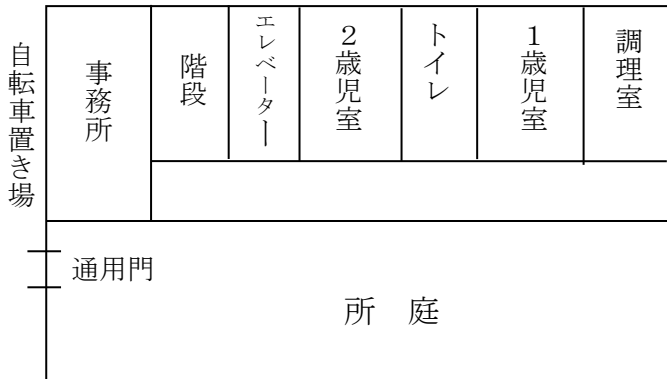 自転車置き場
事務所
階段
エレベーター
２歳児室
トイレ
１歳児室
調理室
通用門
所　庭